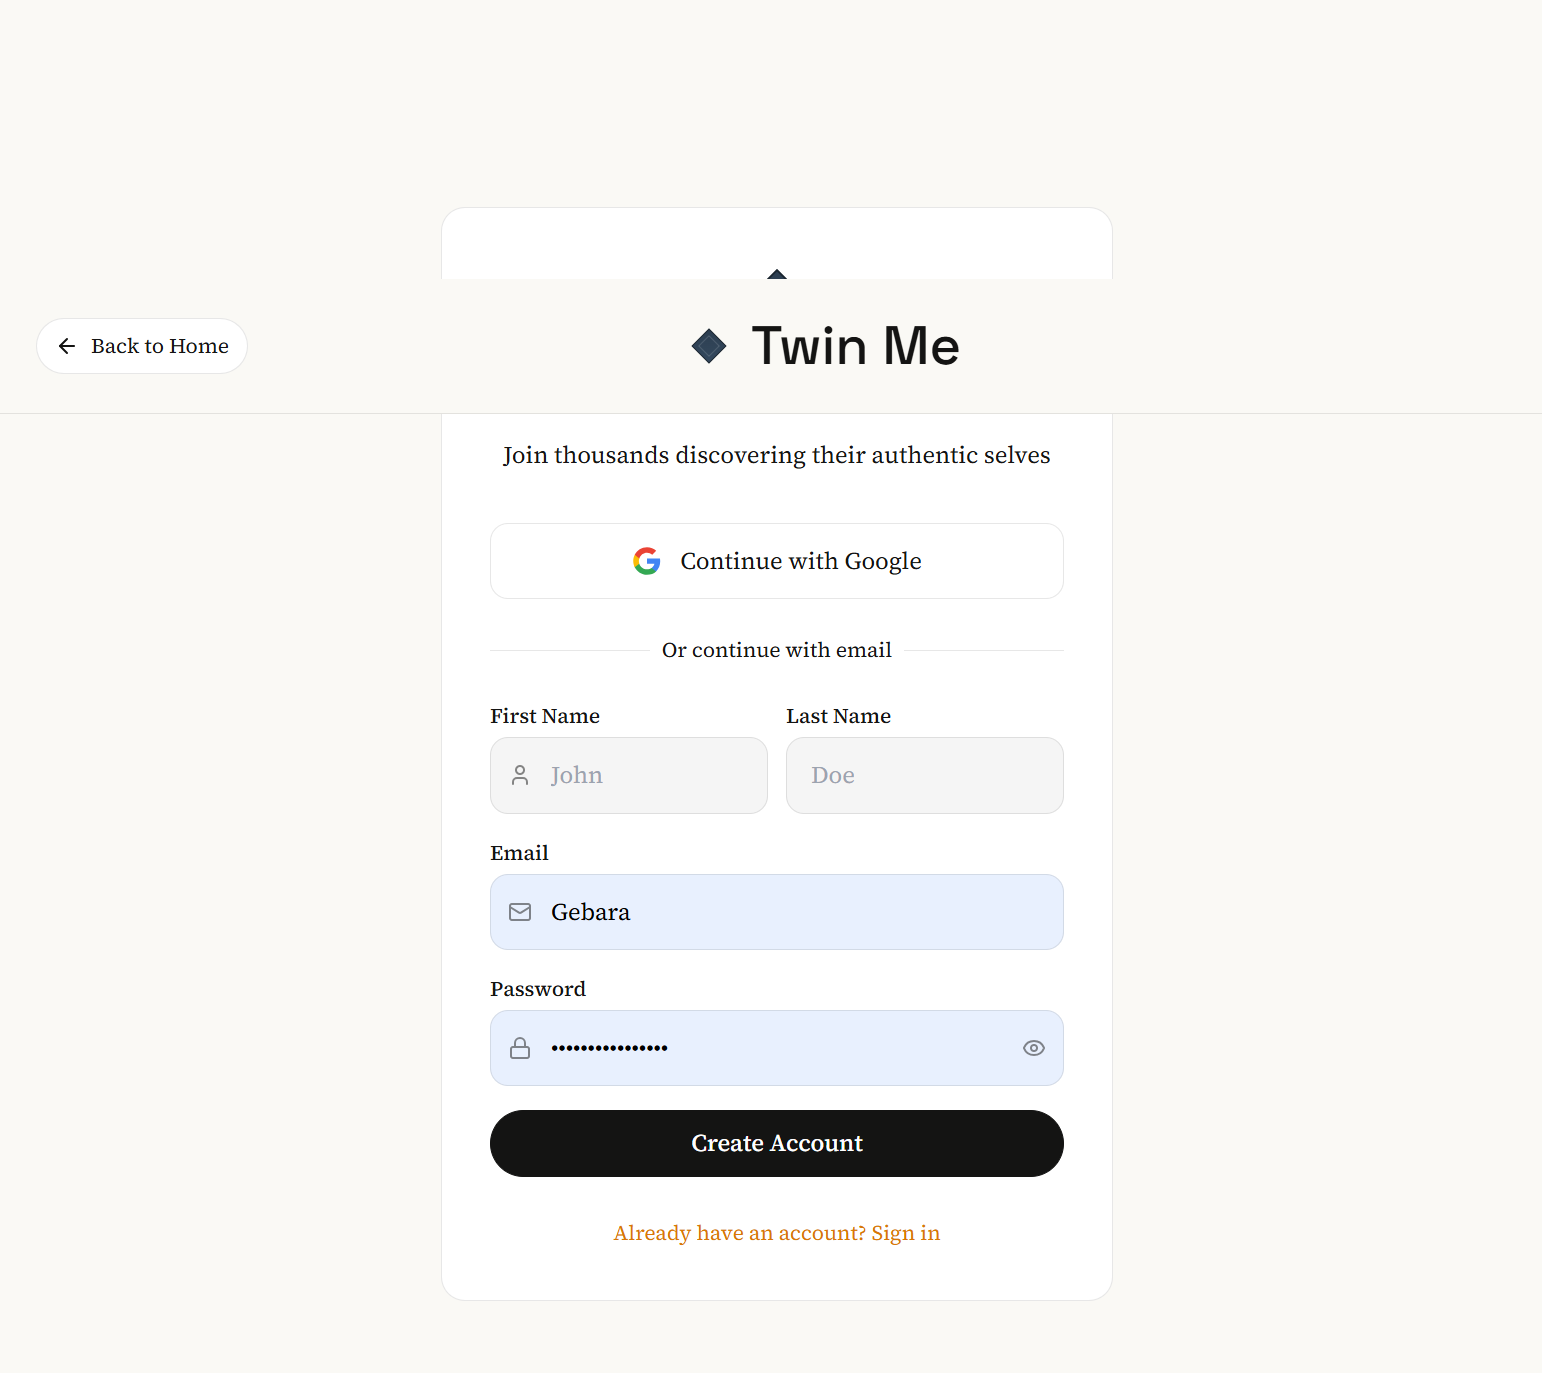 Back to Home
Twin Me
Join thousands discovering their authentic selves
Continue with Google
Or continue with email
First Name
Last Name
John
Doe
Email
Gebara
Password
••••••••••••••••
Create Account
Already have an account? Sign in